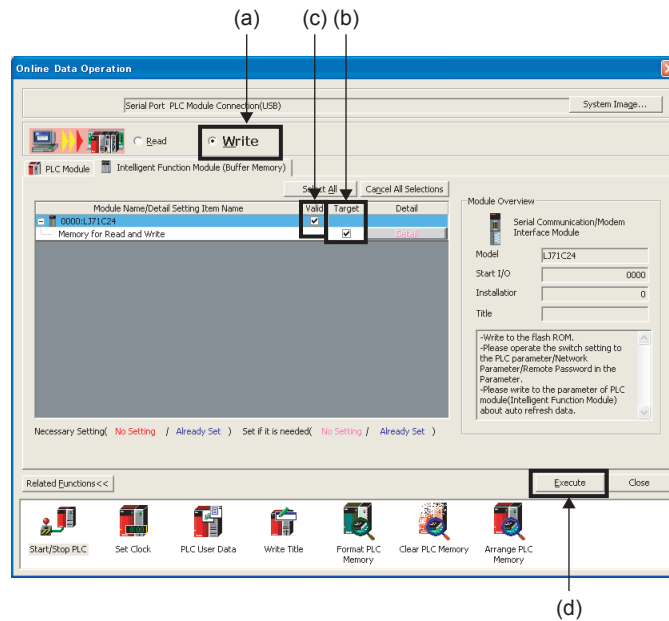 (a) (c) (b)
Online Data Operation
Serial Port PLC Module Connection(USB) System Image...
Read Write
PLC Module Intelligent Function Module (Buffer Memory)
Select All Cancel All Selections
Module Name/Detail Setting Item Name Valid Target Detail
0000:LJ71C24
Memory for Read and Write Detail
Module Overview
Serial Communication/Modem
Interface Module
Model LJ71C24
Start I/O 0000
Installatior 0
Title
-Write to the flash ROM.
-Please operate the switch setting to
the PLC parameter/Network
Parameter/Remote Password in the
Parameter.
-Please write to the parameter of PLC
module(Intelligent Function Module)
about auto refresh data.
Necessary Setting( No Setting / Already Set ) Set if it is needed( No Setting / Already Set )
Related Functions<< Execute Close
Start/Stop PLC Set Clock PLC User Data Write Title Format PLC
Memory Clear PLC Memory Arrange PLC
Memory
(d)